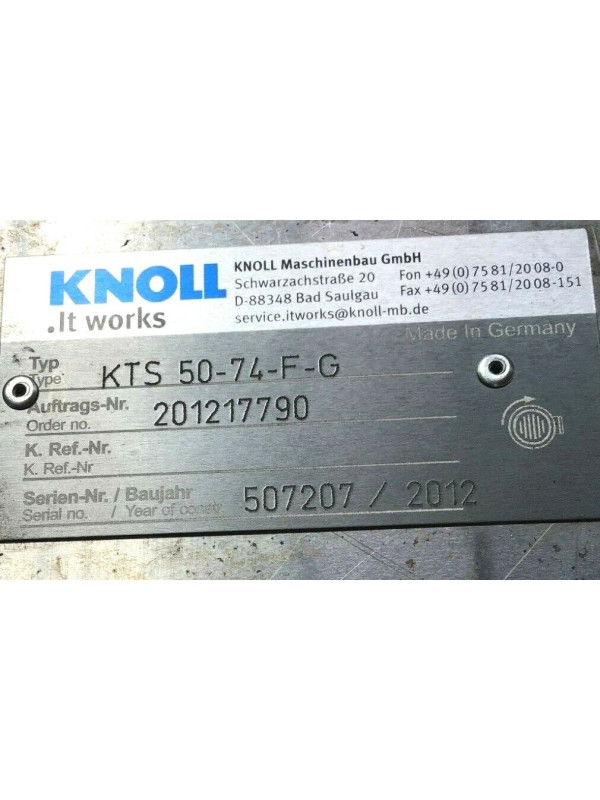 KNOLL
.It works
KNOLL Maschinenbau GmbH
Schwarzachstraße 20 Fon +49 (0) 75 81/20 08-0
D-88348 Bad Saulgau Fax +49 (0) 75 81/20 08-151
service.itworks@knoll-mb.de
Made In Germany
Typ
Type KTS 50-74-F-G
Auftrags-Nr.
Order no. 201217790
K. Ref.-Nr.
K. Ref.-Nr
Serien-Nr. / Baujahr
Serial no. / Year of constr. 507207 / 2012